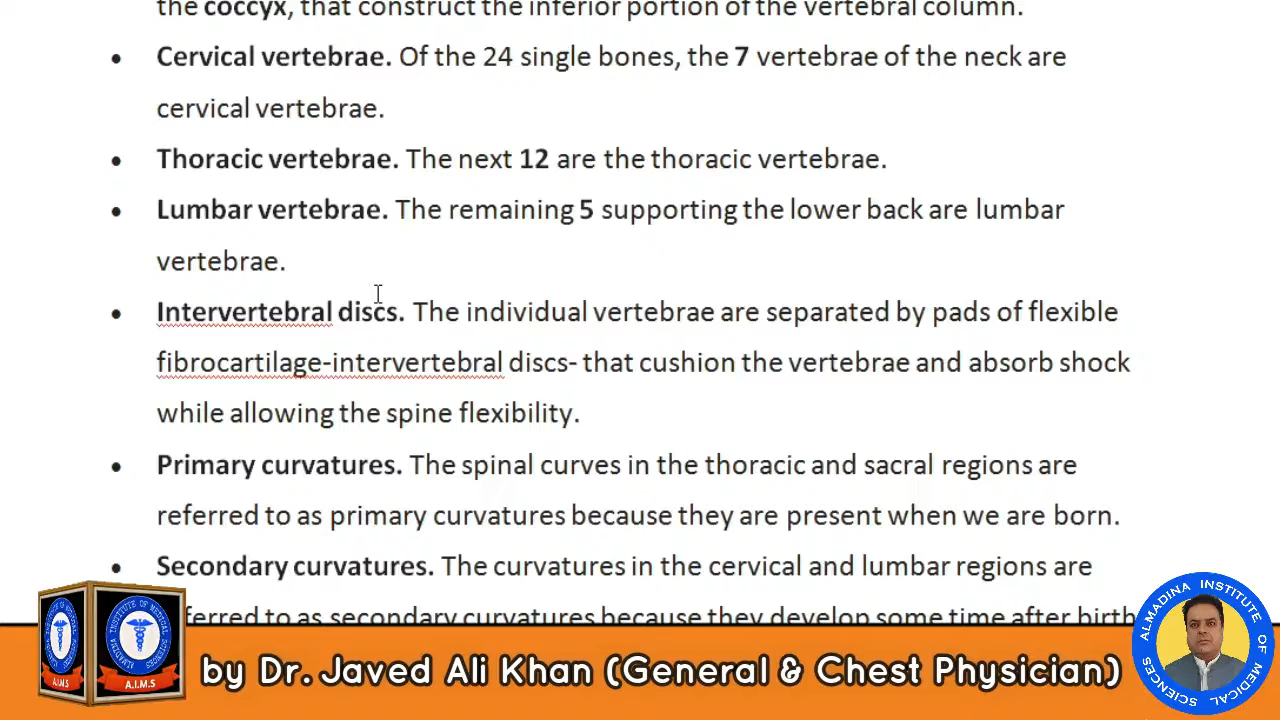 the coccyx, that construct the inferior portion of the vertebral column.
• Cervical vertebrae. Of the 24 single bones, the 7 vertebrae of the neck are
cervical vertebrae.
• Thoracic vertebrae. The next 12 are the thoracic vertebrae.
• Lumbar vertebrae. The remaining 5 supporting the lower back are lumbar
vertebrae.
• Intervertebral discs. The individual vertebrae are separated by pads of flexible
fibrocartilage-intervertebral discs- that cushion the vertebrae and absorb shock
while allowing the spine flexibility.
• Primary curvatures. The spinal curves in the thoracic and sacral regions are
referred to as primary curvatures because they are present when we are born.
• Secondary curvatures. The curvatures in the cervical and lumbar regions are
ferred to as secondary curvatures because they develop some time after birth
by Dr. Javed Ali Khan (General & Chest Physician)
ALMADINA INSTITUTE OF MEDICAL SCIENCES
A.I.M.S
ALMADINA INSTITUTE OF MEDICAL SCIENCES
A.I.M.S